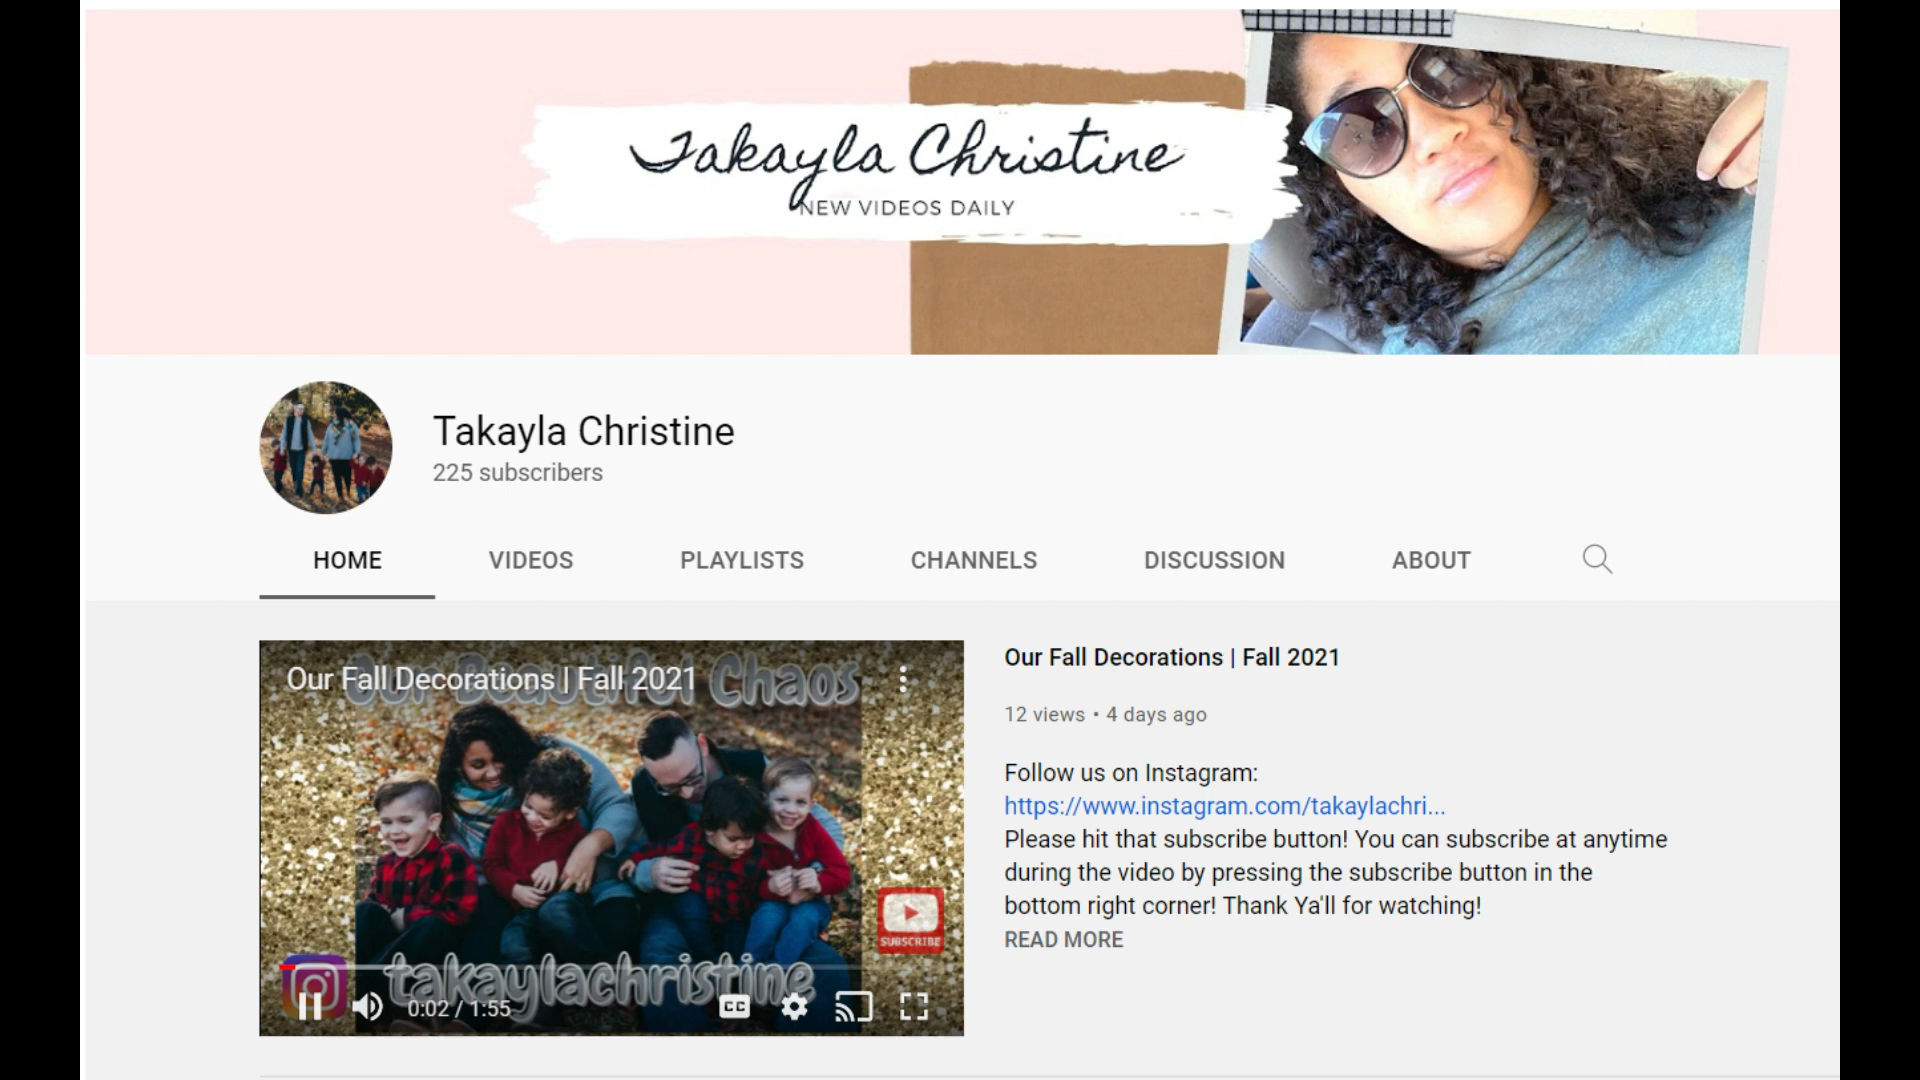 Takayla Christine
NEW VIDEOS DAILY
Takayla Christine
225 subscribers
HOME VIDEOS PLAYLISTS CHANNELS DISCUSSION ABOUT
Our Beautiful Chaos
Our Fall Decorations | Fall 2021
SUBSCRIBE
takaylachristine
0:02 / 1:55
CC
Our Fall Decorations | Fall 2021
12 views • 4 days ago
Follow us on Instagram:
https://www.instagram.com/takaylachri...
Please hit that subscribe button! You can subscribe at anytime
during the video by pressing the subscribe button in the
bottom right corner! Thank Ya'll for watching!
READ MORE